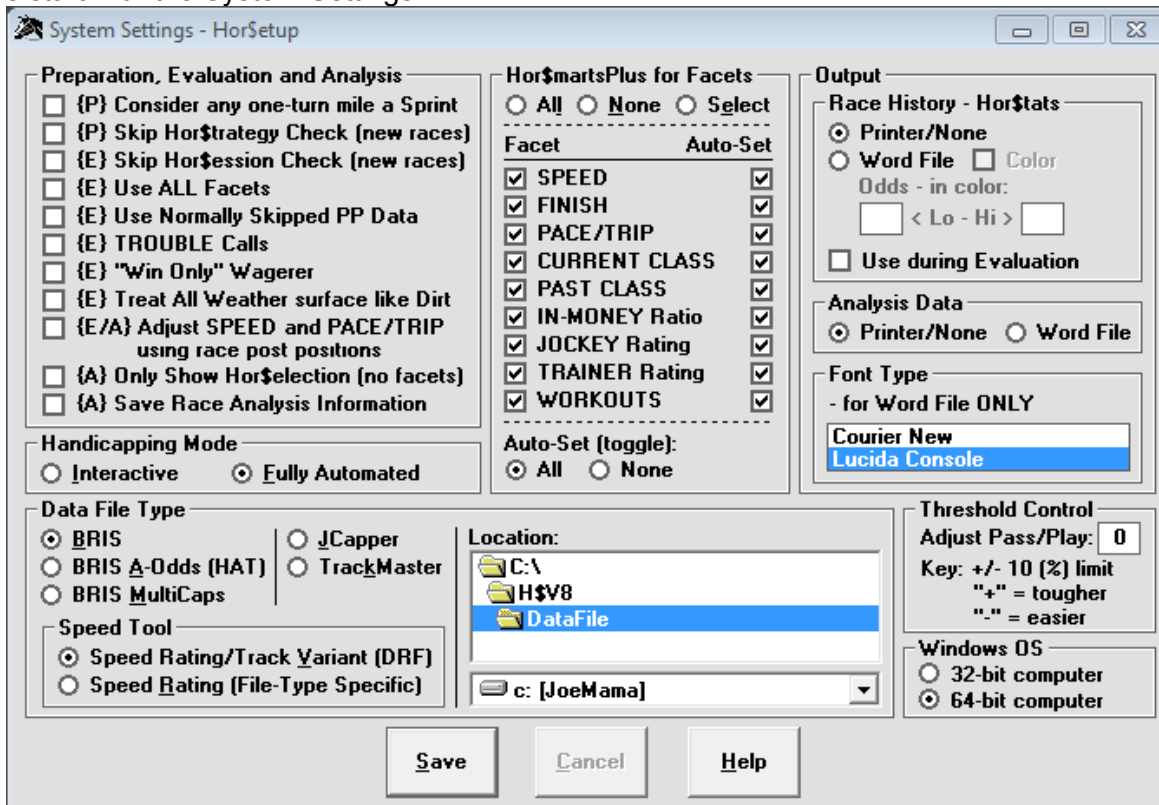 System Settings - Hor$etup
Preparation, Evaluation and Analysis
{P} Consider any one-turn mile a Sprint
{P} Skip Hor$trategy Check (new races)
{E} Skip Hor$ession Check (new races)
{E} Use ALL Facets
{E} Use Normally Skipped PP Data
{E} TROUBLE Calls
{E} "Win Only" Wagerer
{E} Treat All Weather surface like Dirt
{E/A} Adjust SPEED and PACE/TRIP
using race post positions
{A} Only Show Hor$election (no facets)
{A} Save Race Analysis Information
Handicapping Mode
Interactive Fully Automated
Hor$martsPlus for Facets
All None Select
Facet Auto-Set
SPEED
FINISH
PACE/TRIP
CURRENT CLASS
PAST CLASS
IN-MONEY Ratio
JOCKEY Rating
TRAINER Rating
WORKOUTS
Auto-Set (toggle):
All None
Output
Race History - Hor$tats
Printer/None
Word File Color
Odds - in color:
< Lo - Hi >
Use during Evaluation
Analysis Data
Printer/None Word File
Font Type
- for Word File ONLY
Courier New
Lucida Console
Data File Type
BRIS
BRIS A-Odds (HAT)
BRIS MultiCaps
JCapper
TrackMaster
Speed Tool
Speed Rating/Track Variant (DRF)
Speed Rating (File-Type Specific)
Location:
C:\
H$V8
DataFile
c: [JoeMama]
Threshold Control
Adjust Pass/Play: 0
Key: +/- 10 (%) limit
"+" = tougher
"-" = easier
Windows OS
32-bit computer
64-bit computer
Save Cancel Help